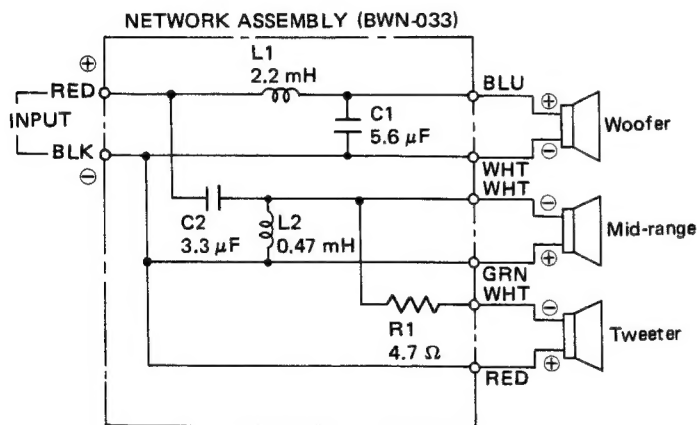 NETWORK ASSEMBLY (BWN-033)
⊕
RED
INPUT
BLK
⊖
L1
2.2 mH
C1
5.6 μF
C2
3.3 μF
L2
0.47 mH
R1
4.7 Ω
BLU
⊕
⊖
Woofer
WHT
WHT
⊖
Mid-range
⊕
GRN
WHT
⊖
Tweeter
⊕
RED